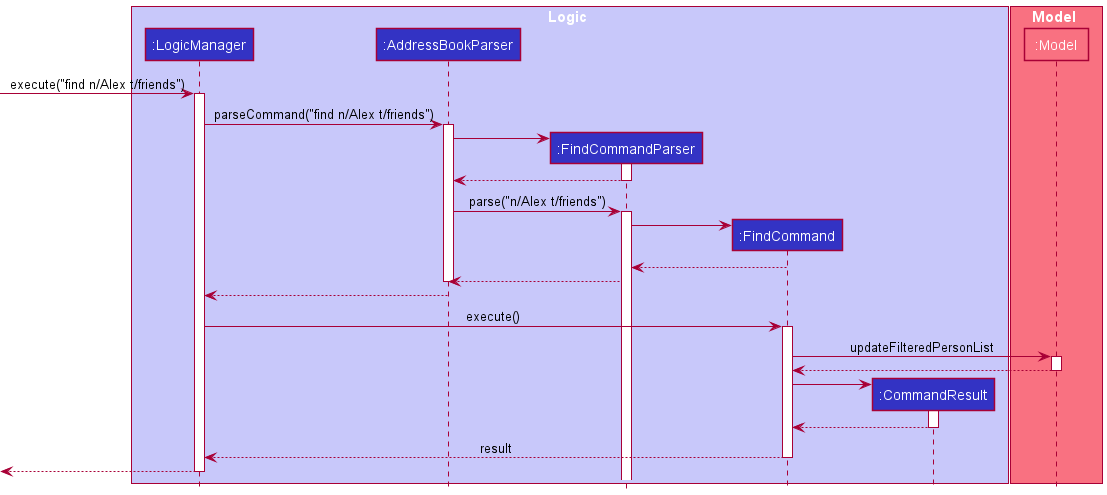 Logic
Model
:LogicManager
:AddressBookParser
:Model
execute("find n/Alex t/friends")
parseCommand("find n/Alex t/friends")
:FindCommandParser
parse("n/Alex t/friends")
:FindCommand
execute()
updateFilteredPersonList
:CommandResult
result